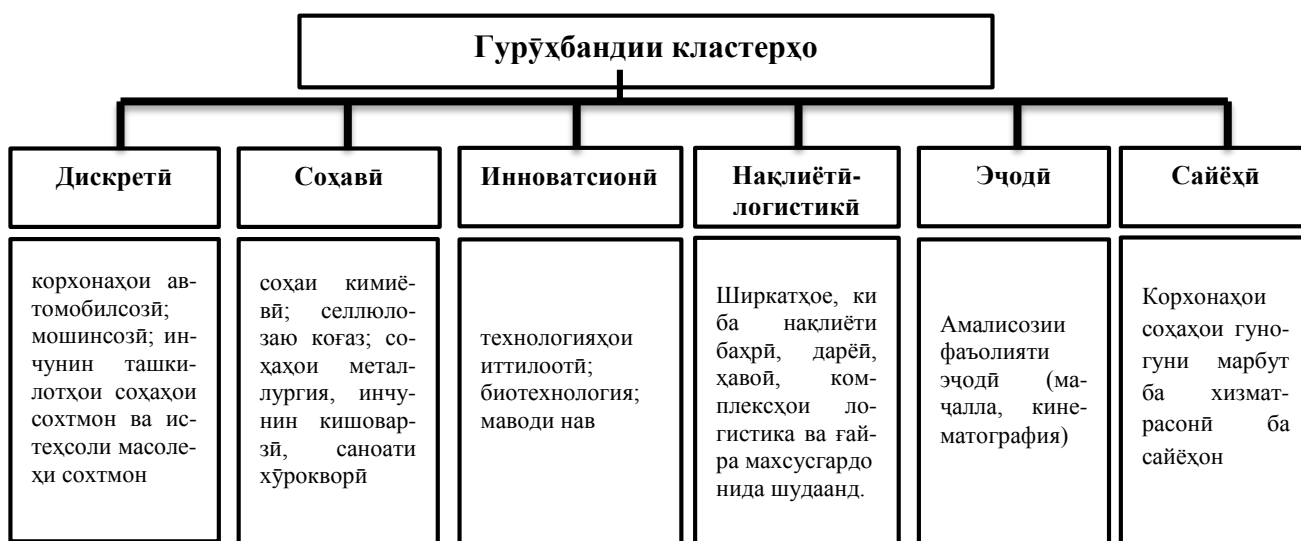 Гурӯҳбандии кластерҳо
Дискретӣ
Соҳавӣ
Инноватсионӣ
Нақлиётӣ-
логистикӣ
Эҷодӣ
Сайёҳӣ
корхонаҳои ав-
томобилсозӣ;
мошинсозӣ; ин-
чунин ташки-
лотҳои соҳаҳои
сохтмон ва ис-
теҳсоли масоле-
ҳи сохтмон
соҳаи кимиё-
вӣ; селлюло-
заю коғаз; со-
ҳаҳои метал-
лургия, инчу-
нин кишовар-
зӣ, саноати
хӯрокворӣ
технологияҳои
иттилоотӣ;
биотехнология;
маводи нав
Ширкатҳое, ки
ба нақлиёти
баҳрӣ, дарёӣ,
ҳавоӣ, ком-
плексҳои ло-
гистика ва ғай-
ра махсусгардо
нида шудаанд.
Амалисозии
фаъолияти
эҷодӣ (ма-
ҷалла, кине-
матография)
Корхонаҳои
соҳаҳои гуно-
гуни марбут
ба хизмат-
расонӣ ба
сайёҳон